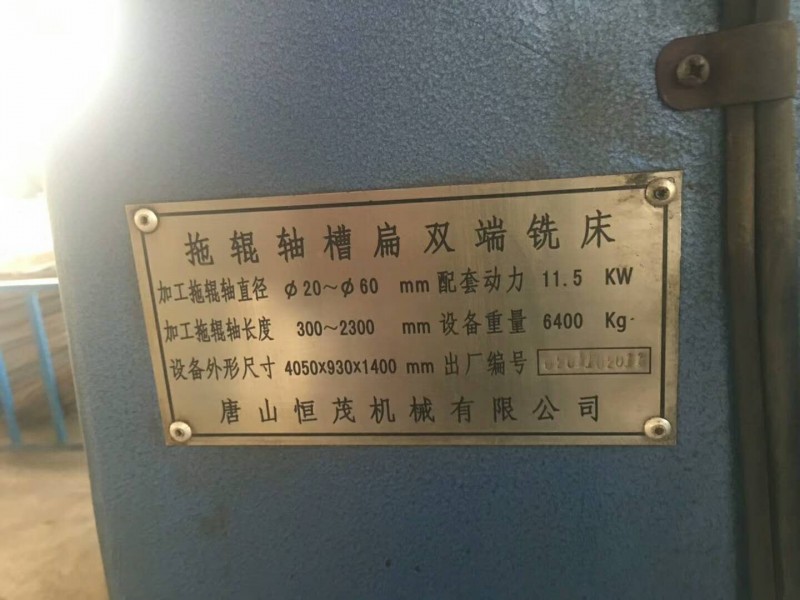 拖辊轴槽扁双端铣床
加工拖辊轴直径 φ20～φ60 mm 配套动力 11.5 KW
加工拖辊轴长度 300～2300 mm 设备重量 6400 Kg
设备外形尺寸 4050×930×1400 mm 出厂编号
唐山恒茂机械有限公司